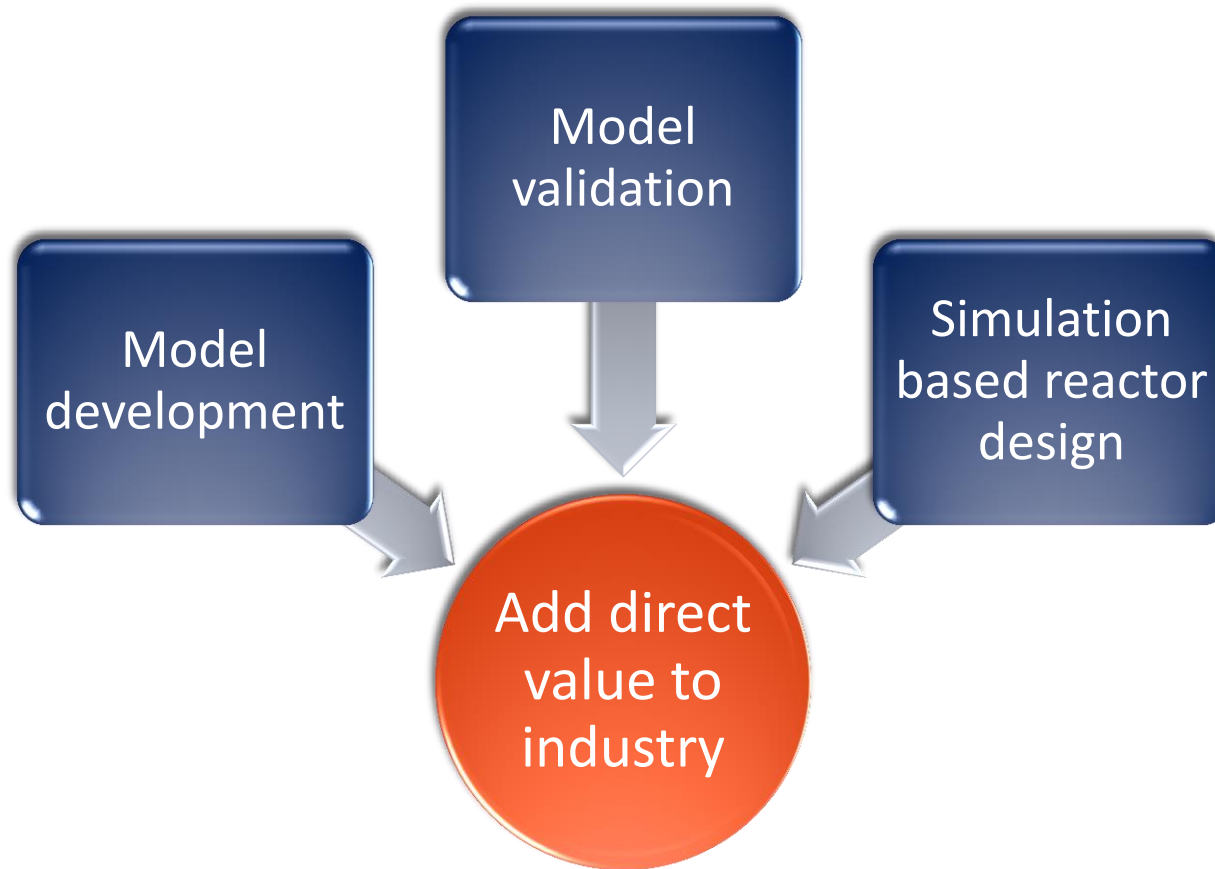 Model
validation
Model
development
Simulation
based reactor
design
Add direct
value to
industry